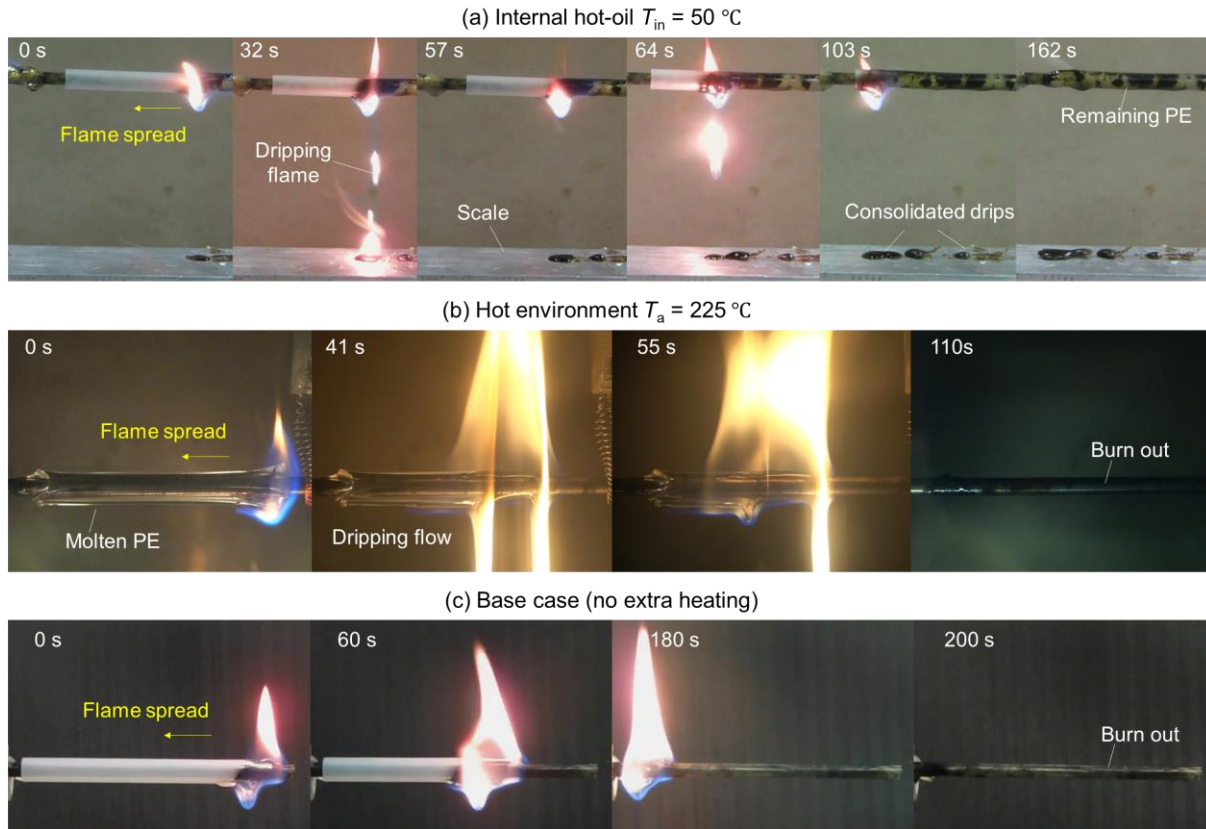 (a) Internal hot-oil Tin = 50 ℃
0 s
32 s
57 s
64 s
103 s
162 s
Flame spread
Dripping
flame
Scale
Consolidated drips
Remaining PE
(b) Hot environment Ta = 225 ℃
0 s
41 s
55 s
110s
Flame spread
Molten PE
Dripping flow
Burn out
(c) Base case (no extra heating)
0 s
60 s
180 s
200 s
Flame spread
Burn out